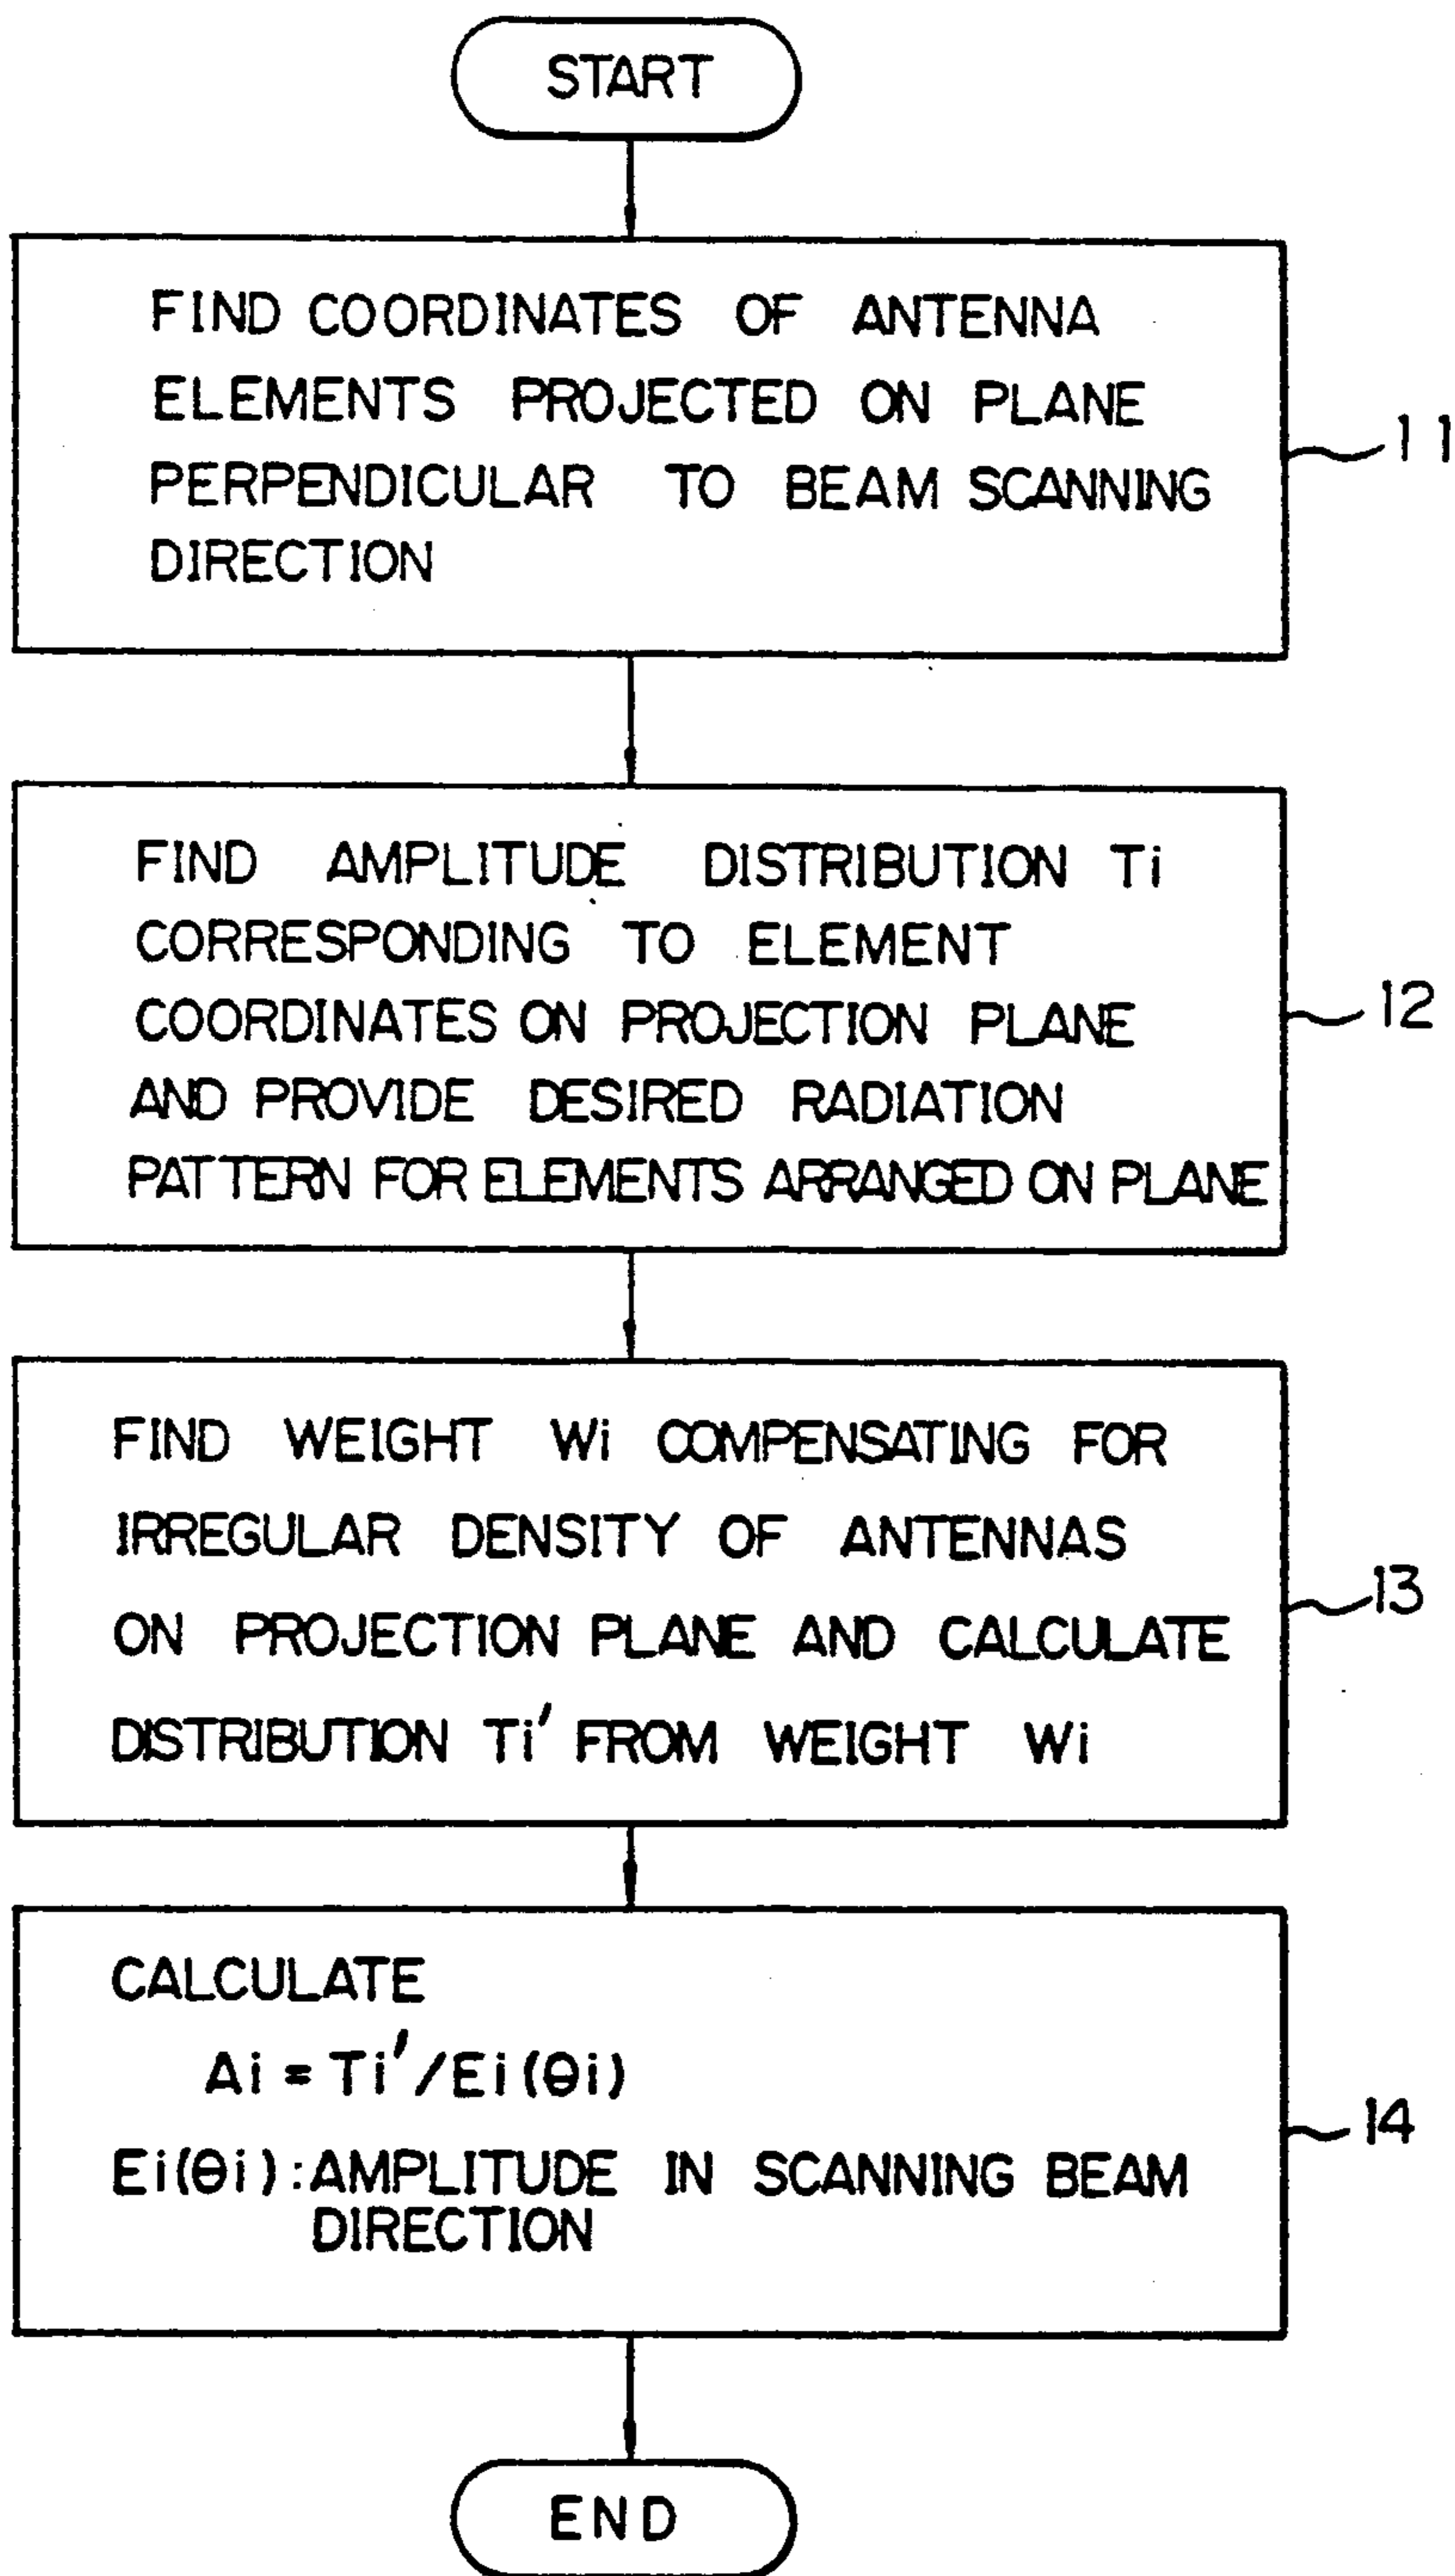 START
FIND COORDINATES OF ANTENNA
ELEMENTS PROJECTED ON PLANE
PERPENDICULAR TO BEAM SCANNING
DIRECTION
11
FIND AMPLITUDE DISTRIBUTION Ti
CORRESPONDING TO ELEMENT
COORDINATES ON PROJECTION PLANE
AND PROVIDE DESIRED RADIATION
PATTERN FOR ELEMENTS ARRANGED ON PLANE
12
FIND WEIGHT Wi COMPENSATING FOR
IRREGULAR DENSITY OF ANTENNAS
ON PROJECTION PLANE AND CALCULATE
DISTRIBUTION Ti' FROM WEIGHT Wi
13
CALCULATE
Ai = Ti'/Ei(θi)
Ei(θi): AMPLITUDE IN SCANNING BEAM
DIRECTION
14
END